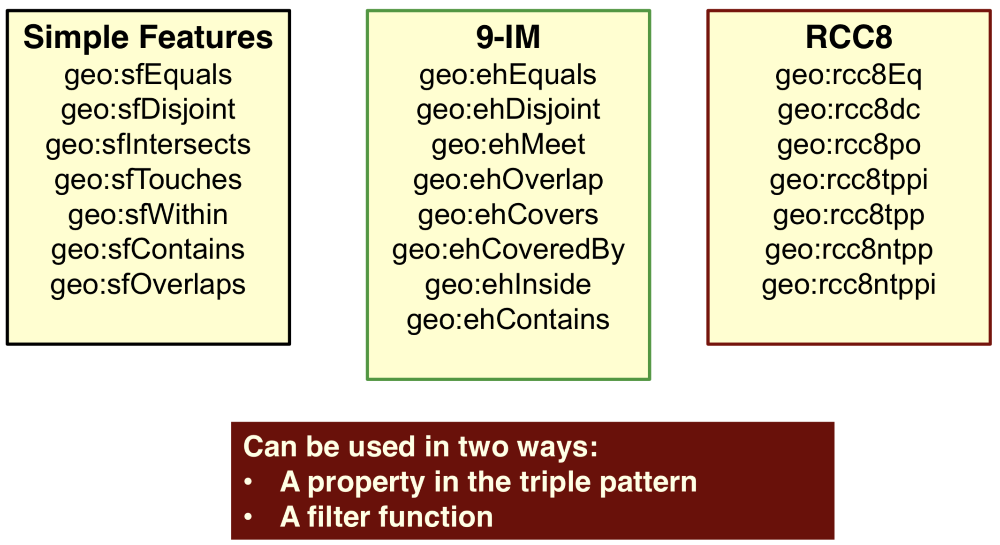 Simple Features
geo:sfEquals
geo:sfDisjoint
geo:sfIntersects
geo:sfTouches
geo:sfWithin
geo:sfContains
geo:sfOverlaps
9-IM
geo:ehEquals
geo:ehDisjoint
geo:ehMeet
geo:ehOverlap
geo:ehCovers
geo:ehCoveredBy
geo:ehInside
geo:ehContains
RCC8
geo:rcc8Eq
geo:rcc8dc
geo:rcc8po
geo:rcc8tppi
geo:rcc8tpp
geo:rcc8ntpp
geo:rcc8ntppi
Can be used in two ways:
• A property in the triple pattern
• A filter function